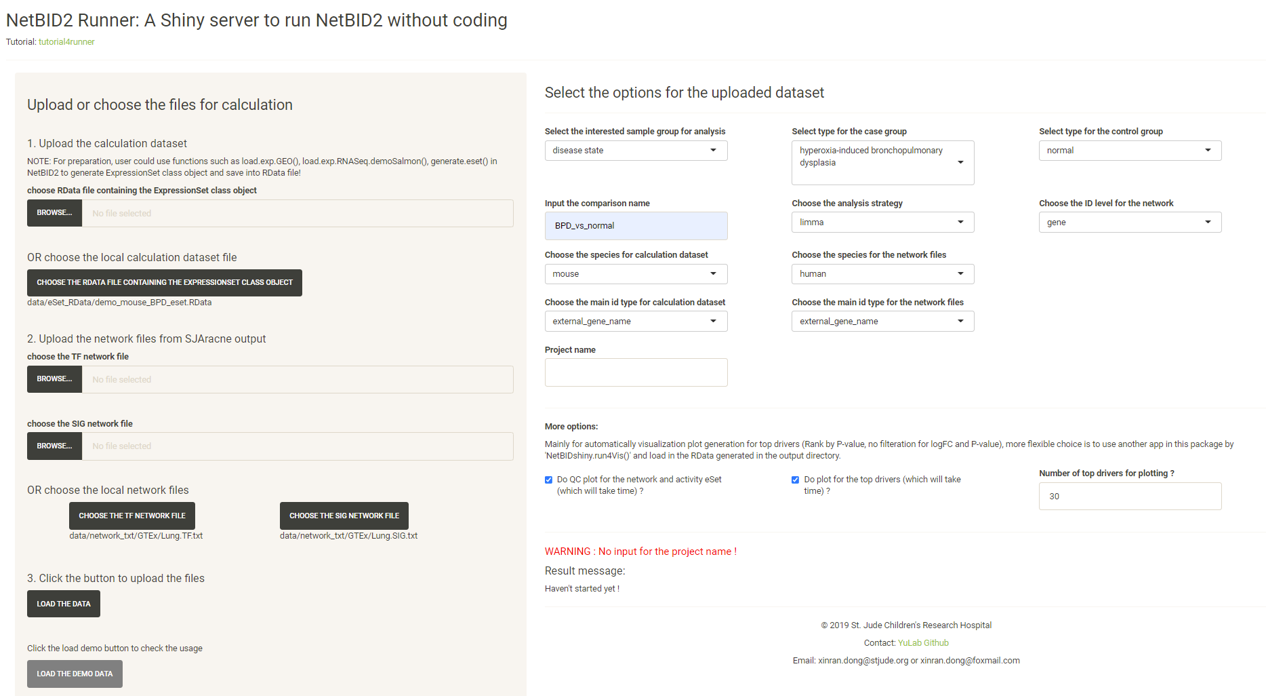 NetBID2 Runner: A Shiny server to run NetBID2 without coding
Tutorial: tutorial4runner
Upload or choose the files for calculation
1. Upload the calculation dataset
NOTE: For preparation, user could use functions such as load.exp.GEO(), load.exp.RNASeq.demoSalmon(), generate.eset() in
NetBID2 to generate ExpressionSet class object and save into RData file!
choose RData file containing the ExpressionSet class object
BROWSE...
No file selected
OR choose the local calculation dataset file
CHOOSE THE RDATA FILE CONTAINING THE EXPRESSIONSET CLASS OBJECT
data/eSet_RData/demo_mouse_BPD_eset.RData
2. Upload the network files from SJAracne output
choose the TF network file
BROWSE...
No file selected
choose the SIG network file
BROWSE...
No file selected
OR choose the local network files
CHOOSE THE TF NETWORK FILE
CHOOSE THE SIG NETWORK FILE
data/network_txt/GTEx/Lung.TF.txt
data/network_txt/GTEx/Lung.SIG.txt
3. Click the button to upload the files
LOAD THE DATA
Click the load demo button to check the usage
LOAD THE DEMO DATA
Select the options for the uploaded dataset
Select the interested sample group for analysis
disease state
Select type for the case group
hyperoxia-induced bronchopulmonary
dysplasia
Select type for the control group
normal
Input the comparison name
BPD_vs_normal
Choose the analysis strategy
limma
Choose the ID level for the network
gene
Choose the species for calculation dataset
mouse
Choose the species for the network files
human
Choose the main id type for calculation dataset
external_gene_name
Choose the main id type for the network files
external_gene_name
Project name
More options:
Mainly for automatically visualization plot generation for top drivers (Rank by P-value, no filteration for logFC and P-value), more flexible choice is to use another app in this package by
'NetBIDshiny.run4Vis()' and load in the RData generated in the output directory.
Do QC plot for the network and activity eSet
(which will take time) ?
Do plot for the top drivers (which will take
time) ?
Number of top drivers for plotting ?
30
WARNING : No input for the project name !
Result message:
Haven't started yet !
© 2019 St. Jude Children's Research Hospital
Contact: YuLab Github
Email: xinran.dong@stjude.org or xinran.dong@foxmail.com